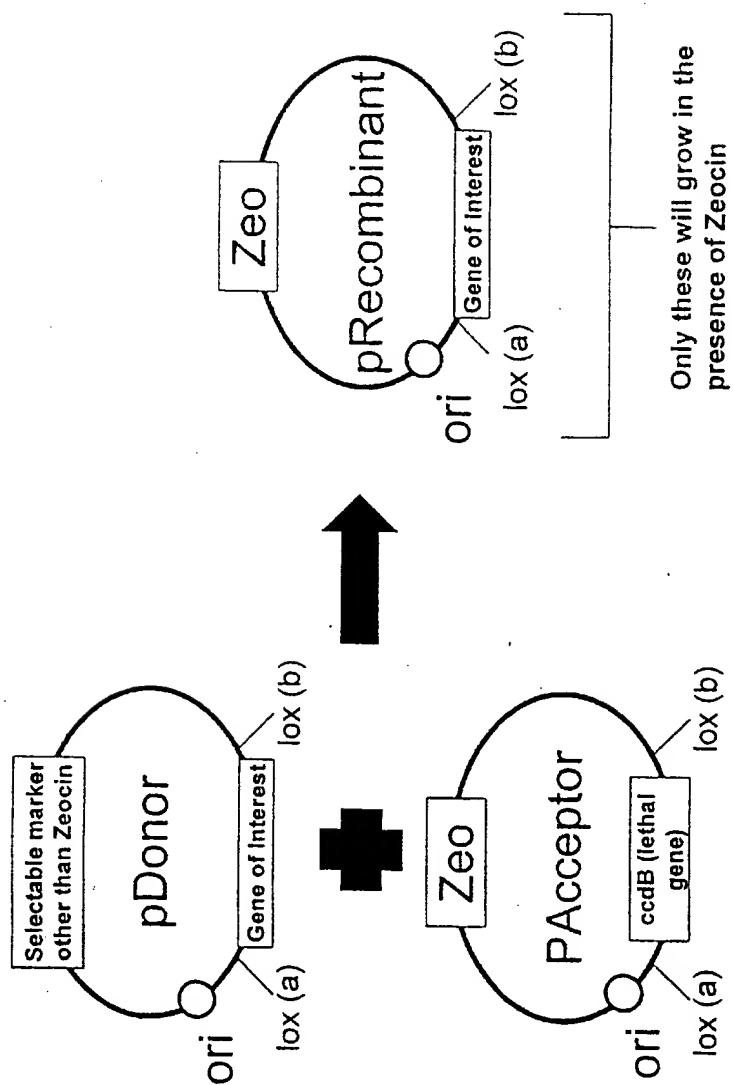 Selectable marker
other than Zeocin
pDonor
ori
Gene of Interest
lox (a)
lox (b)
Zeo
PAcceptor
ori
ccdB (lethal
gene)
lox (a)
lox (b)
Zeo
pRecombinant
ori
Gene of Interest
lox (a)
lox (b)
Only these will grow in the
presence of Zeocin